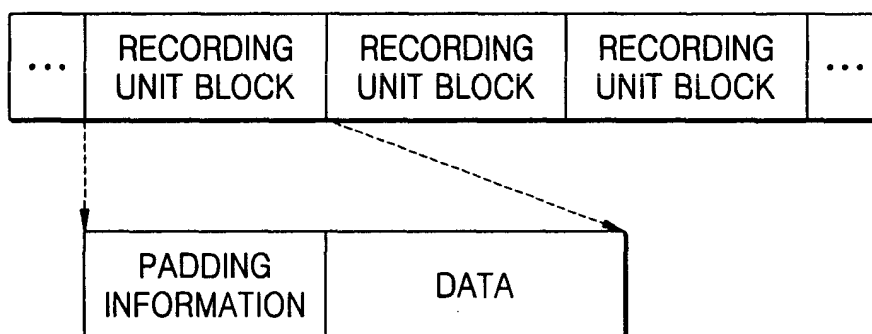 ... RECORDING RECORDING RECORDING ...
UNIT BLOCK UNIT BLOCK UNIT BLOCK
PADDING
INFORMATION DATA